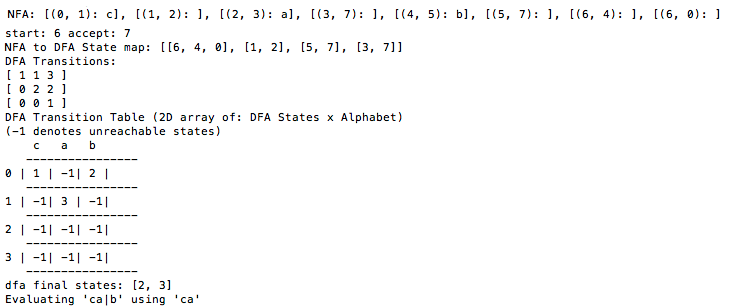 NFA: [(0, 1): c], [(1, 2): ], [(2, 3): a], [(3, 7): ], [(4, 5): b], [(5, 7): ], [(6, 4): ], [(6, 0): ]
start: 6 accept: 7
NFA to DFA State map: [[6, 4, 0], [1, 2], [5, 7], [3, 7]]
DFA Transitions:
[ 1 1 3 ]
[ 0 2 2 ]
[ 0 0 1 ]
DFA Transition Table (2D array of: DFA States x Alphabet)
(-1 denotes unreachable states)
    c   a   b
   ----------------
0 | 1 | -1| 2 |
   ----------------
1 | -1| 3 | -1|
   ----------------
2 | -1| -1| -1|
   ----------------
3 | -1| -1| -1|
   ----------------
dfa final states: [2, 3]
Evaluating 'ca|b' using 'ca'